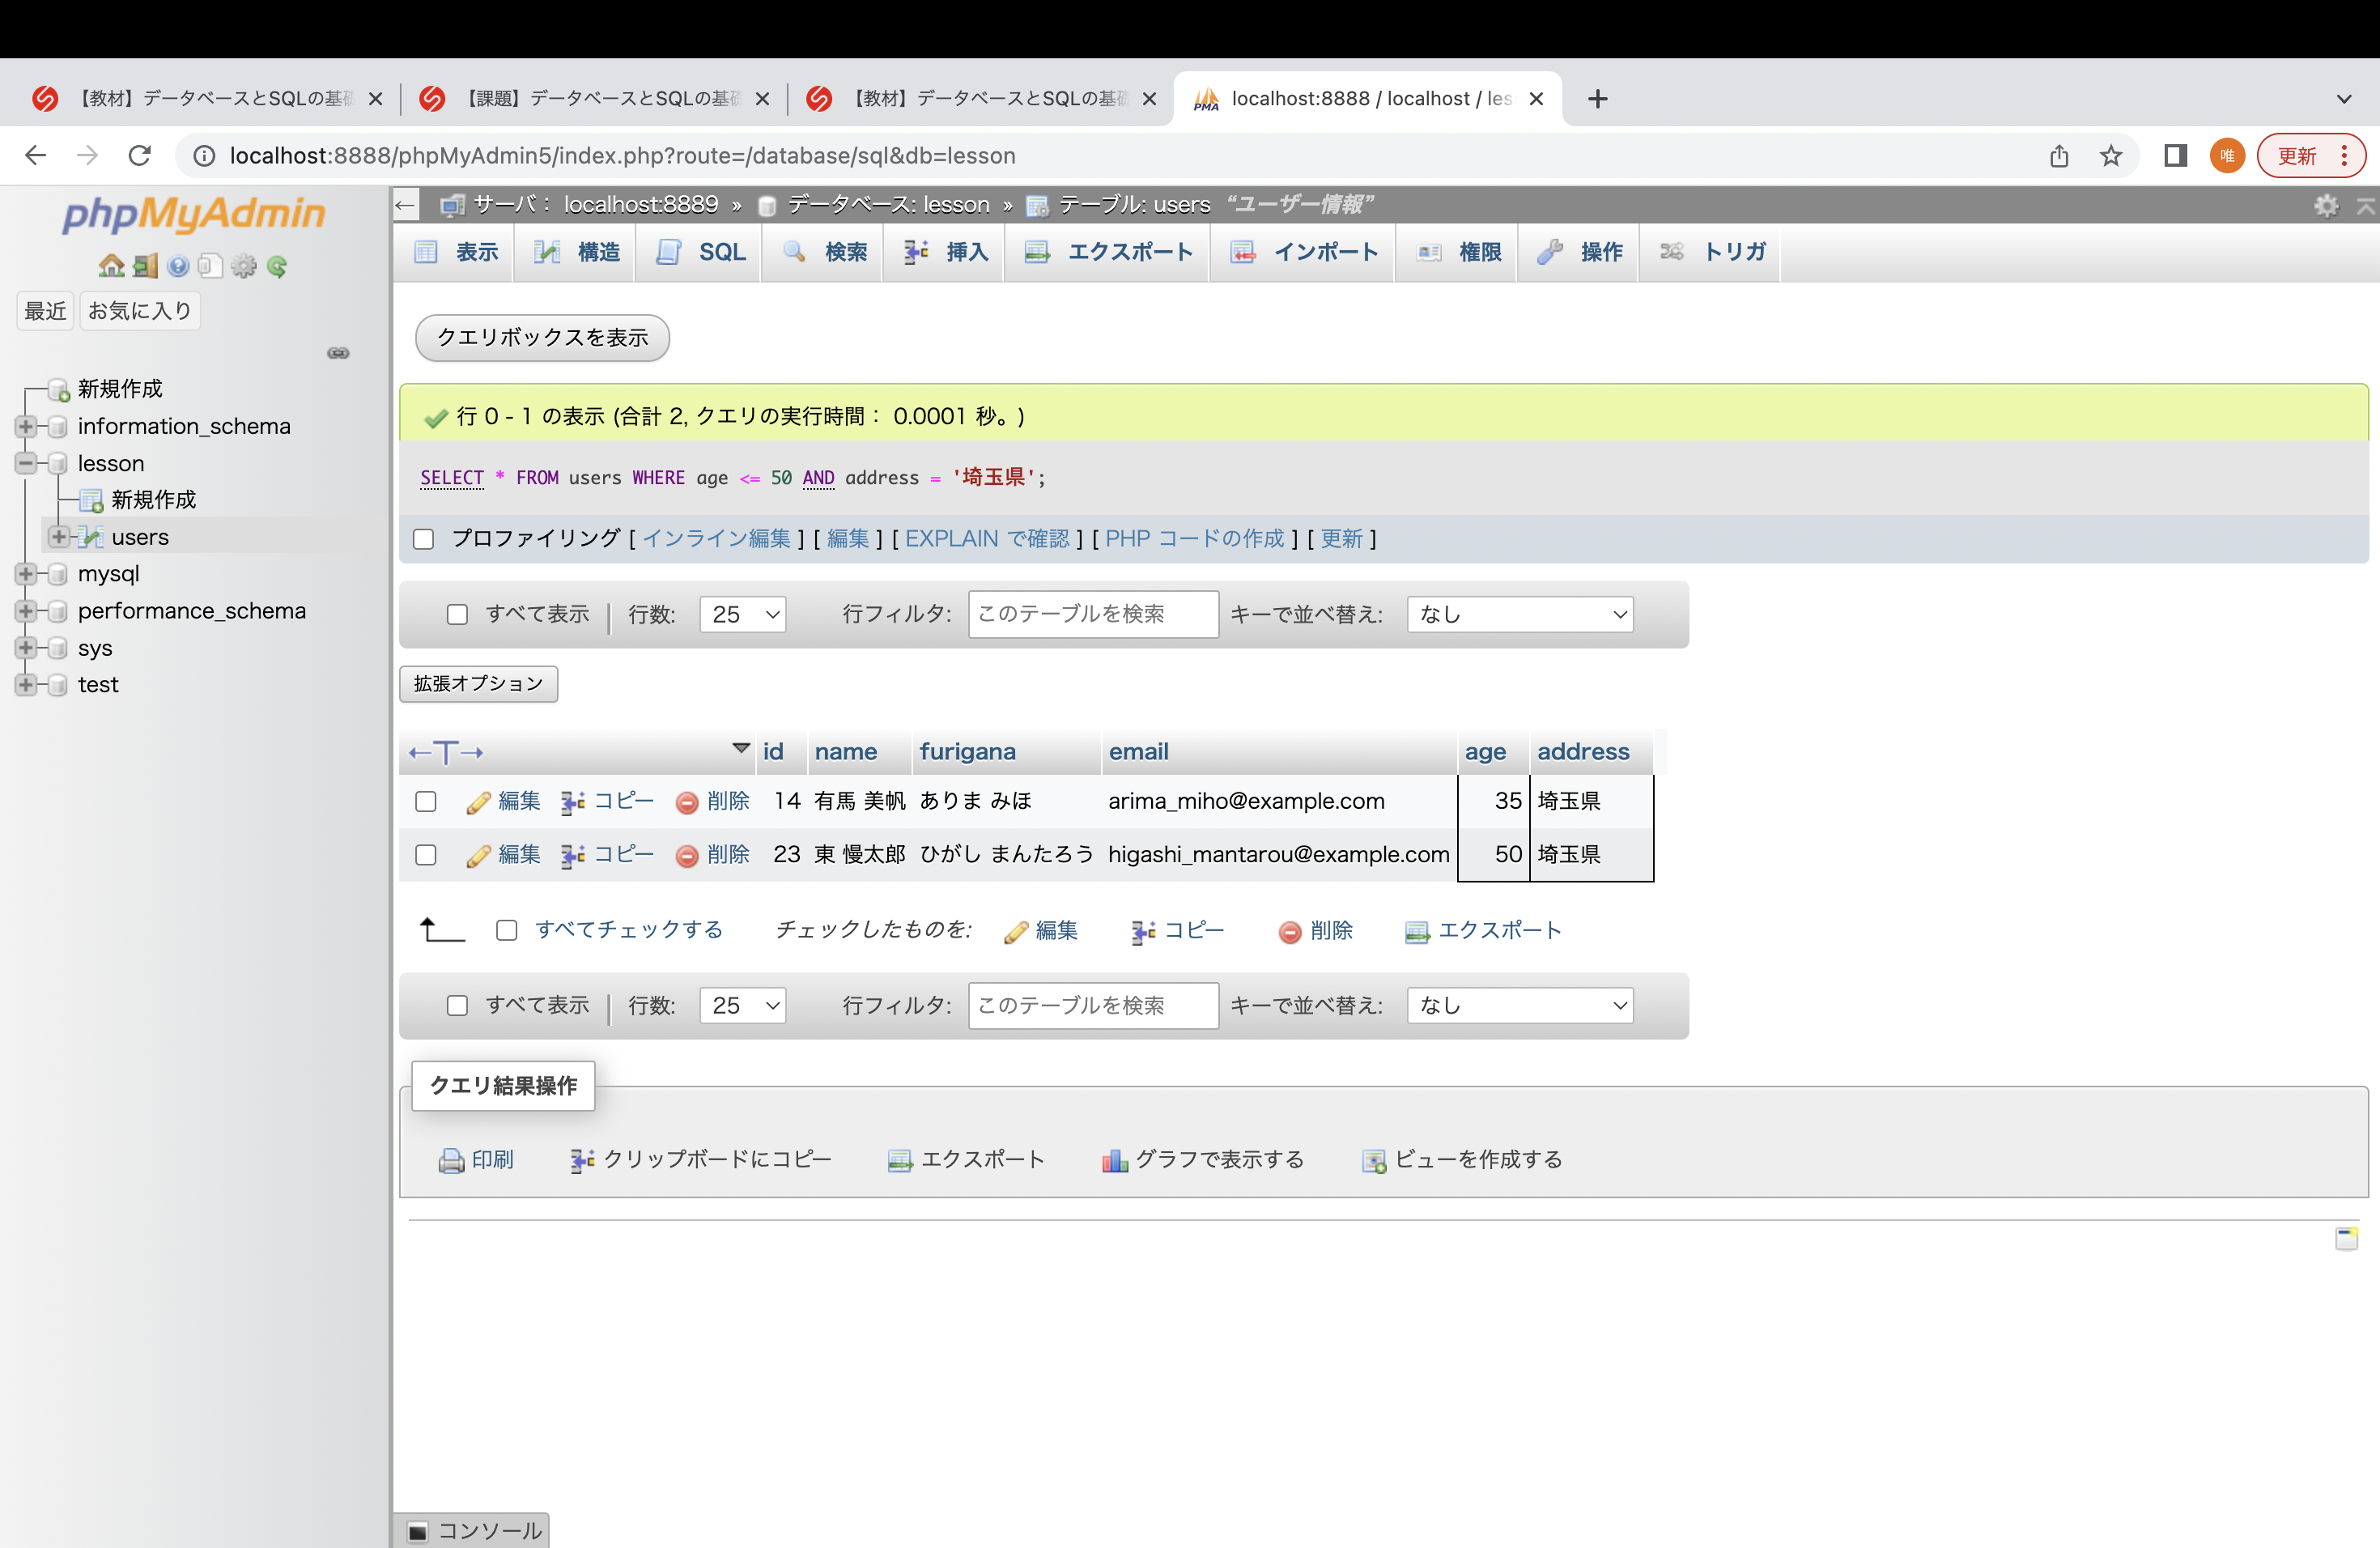 【教材】データベースとSQLの基礎
【課題】データベースとSQLの基礎
【教材】データベースとSQLの基礎
PMA localhost:8888 / localhost / les
localhost:8888/phpMyAdmin5/index.php?route=/database/sql&db=lesson
唯
更新
phpMyAdmin
最近 お気に入り
新規作成
information_schema
lesson
新規作成
users
mysql
performance_schema
sys
test
サーバ： localhost:8889 » データベース: lesson » テーブル: users “ユーザー情報”
表示 構造 SQL 検索 挿入 エクスポート インポート 権限 操作 トリガ
クエリボックスを表示
行 0 - 1 の表示 (合計 2, クエリの実行時間： 0.0001 秒。)
SELECT * FROM users WHERE age <= 50 AND address = '埼玉県';
プロファイリング [ インライン編集 ] [ 編集 ] [ EXPLAIN で確認 ] [ PHP コードの作成 ] [ 更新 ]
すべて表示 | 行数: 25 行フィルタ: このテーブルを検索 キーで並べ替え: なし
拡張オプション
←T→ id name furigana email age address
編集 コピー 削除 14 有馬 美帆 ありま みほ arima_miho@example.com 35 埼玉県
編集 コピー 削除 23 東 慢太郎 ひがし まんたろう higashi_mantarou@example.com 50 埼玉県
すべてチェックする チェックしたものを: 編集 コピー 削除 エクスポート
すべて表示 | 行数: 25 行フィルタ: このテーブルを検索 キーで並べ替え: なし
クエリ結果操作
印刷 クリップボードにコピー エクスポート グラフで表示する ビューを作成する
コンソール